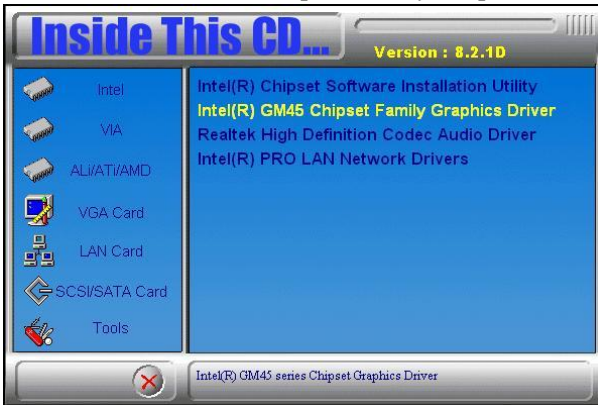 Inside This CD...
Version : 8.2.1D
Intel
VIA
ALi/ATi/AMD
VGA Card
LAN Card
SCSI/SATA Card
Tools
Intel(R) Chipset Software Installation Utility
Intel(R) GM45 Chipset Family Graphics Driver
Realtek High Definition Codec Audio Driver
Intel(R) PRO LAN Network Drivers
Intel(R) GM45 series Chipset Graphics Driver